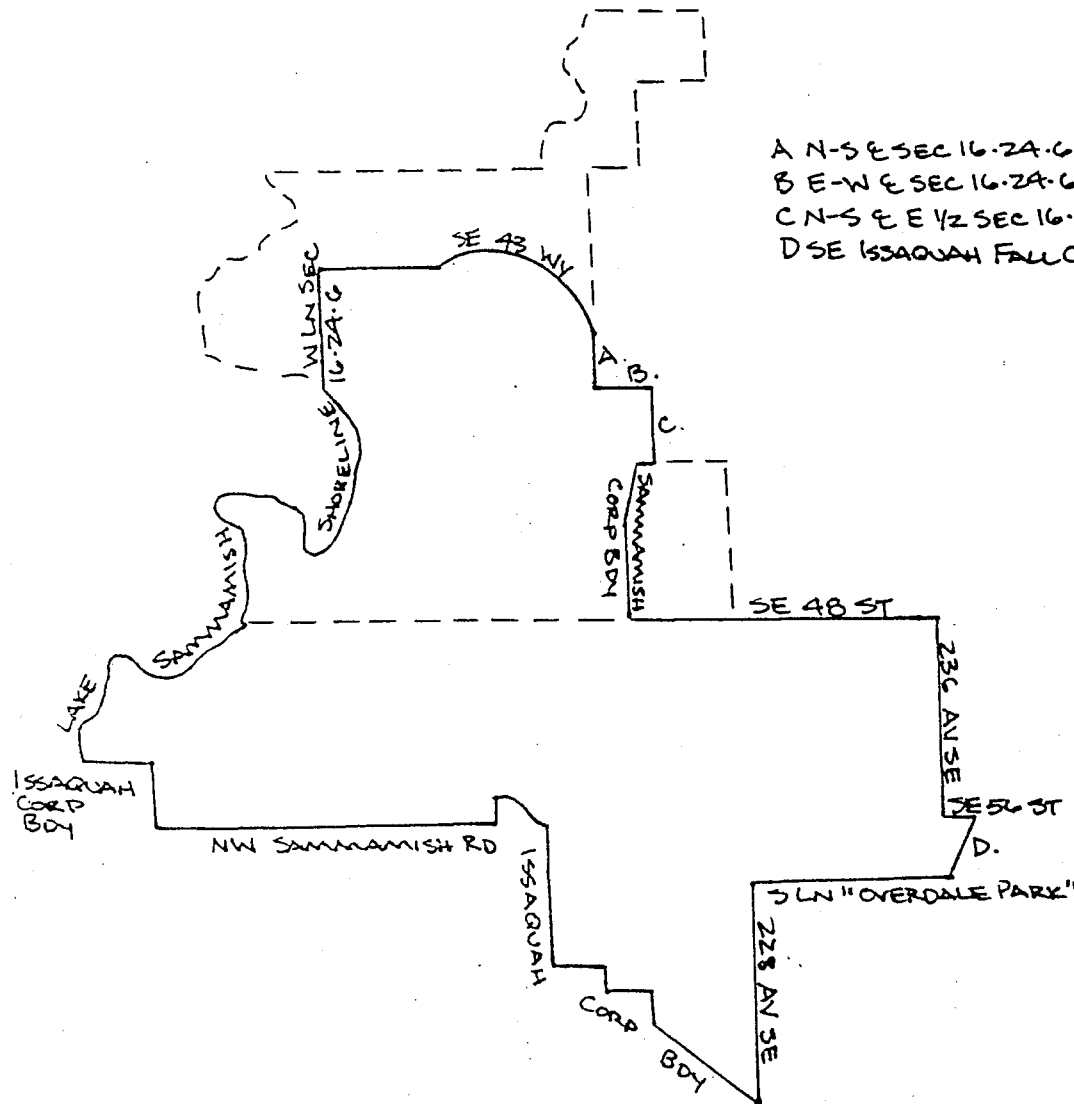 A N-S ℄ SEC 16·24·6
B E-W ℄ SEC 16·24·6
C N-S ℄ E 1/2 SEC 16·
D SE ISSAQUAH FALL C
SE 43 WY
W LN SEC
16·24·6
A.
B.
C.
SHORELINE
SAMMAMISH
CORP BDY
SAMMAMISH
SE 48 ST
LAKE
236 AV SE
ISSAQUAH
CORP
BDY
SE 56 ST
NW SAMMAMISH RD
D.
S LN "OVERDALE PARK"
ISSAQUAH
228 AV SE
CORP
BDY